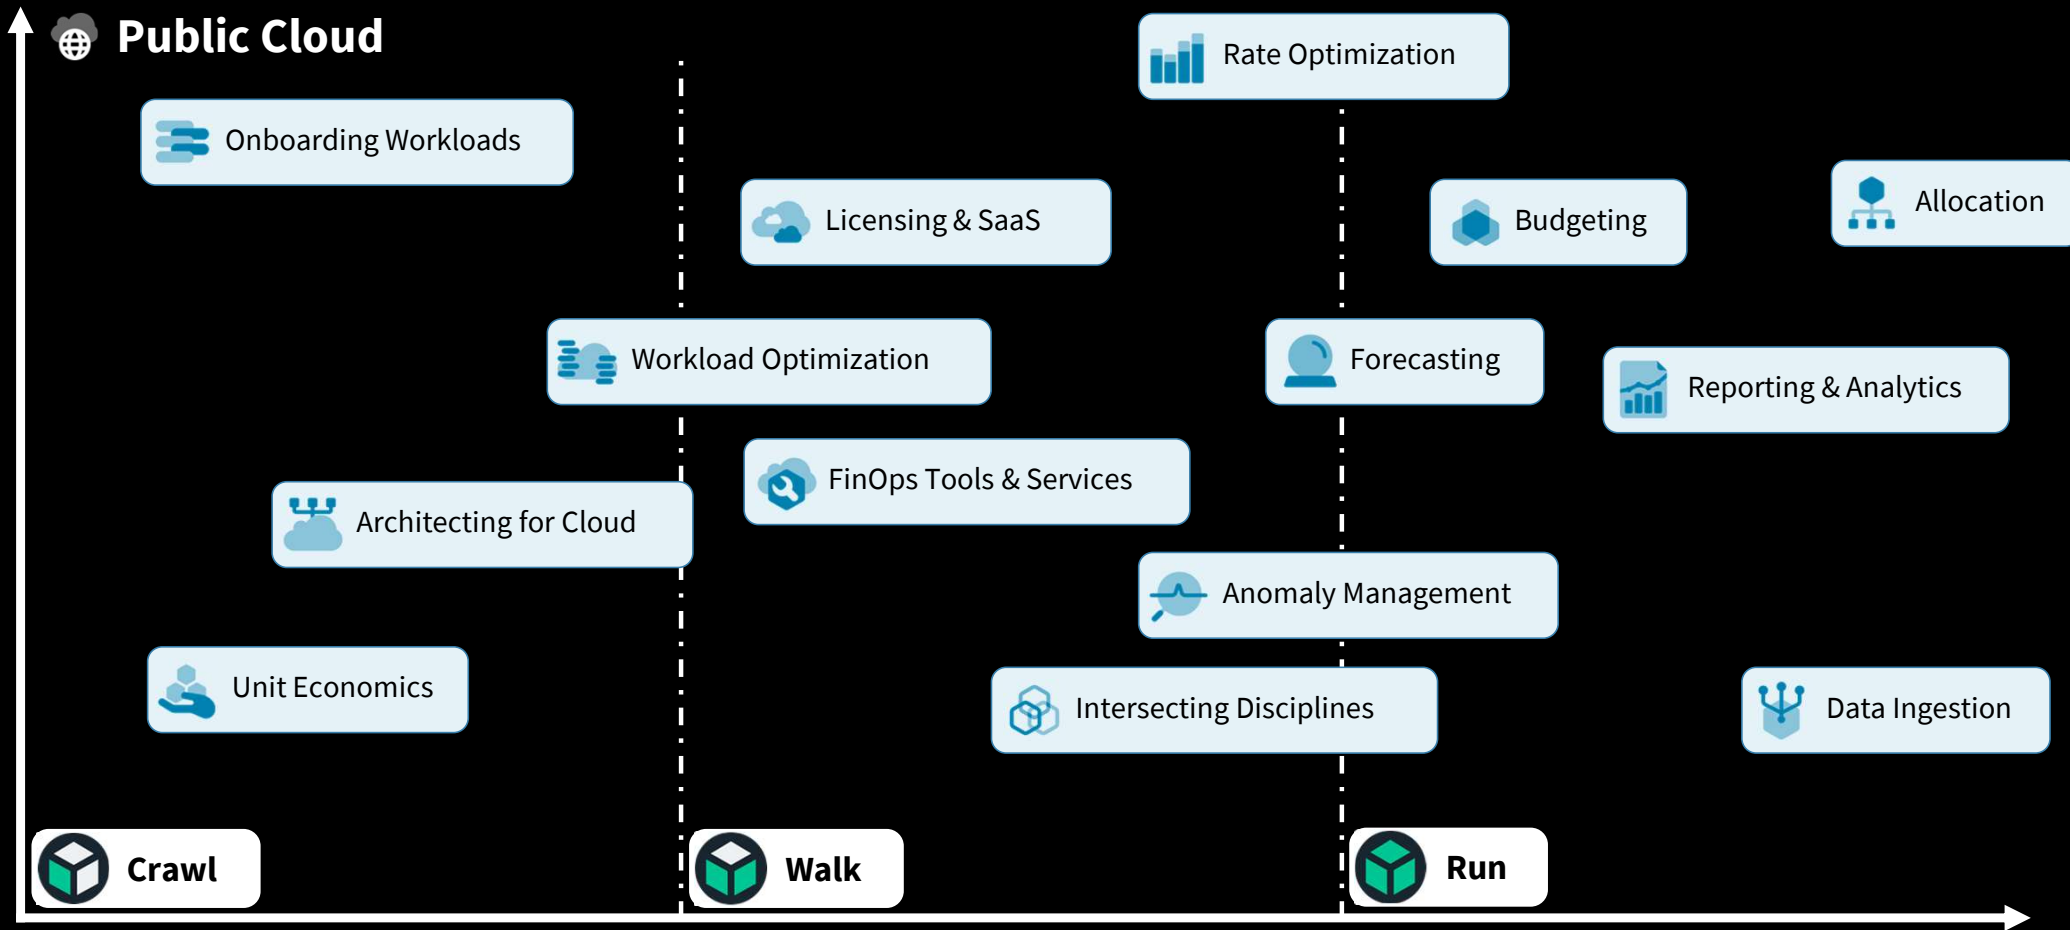 Public Cloud
Rate Optimization
Onboarding Workloads
Licensing & SaaS
Budgeting
Allocation
Workload Optimization
Forecasting
Reporting & Analytics
FinOps Tools & Services
Architecting for Cloud
Anomaly Management
Unit Economics
Intersecting Disciplines
Data Ingestion
Crawl
Walk
Run